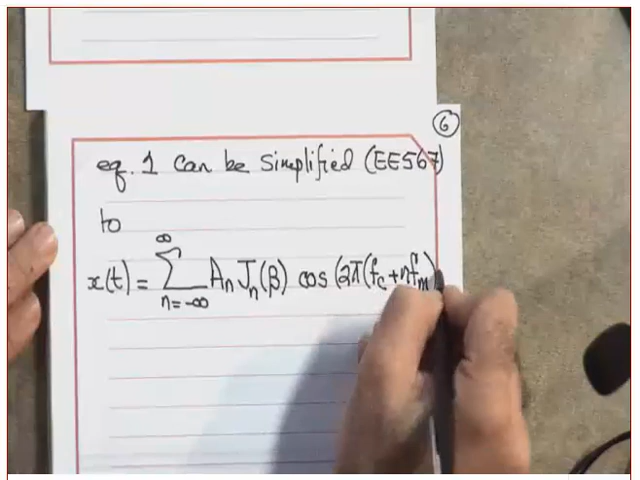 6
eq. 1 can be simplified (EE567)
to
x(t) = ∑_{n=-∞}^{∞} A_n J_n(β) cos (2π(f_c + nf_m)